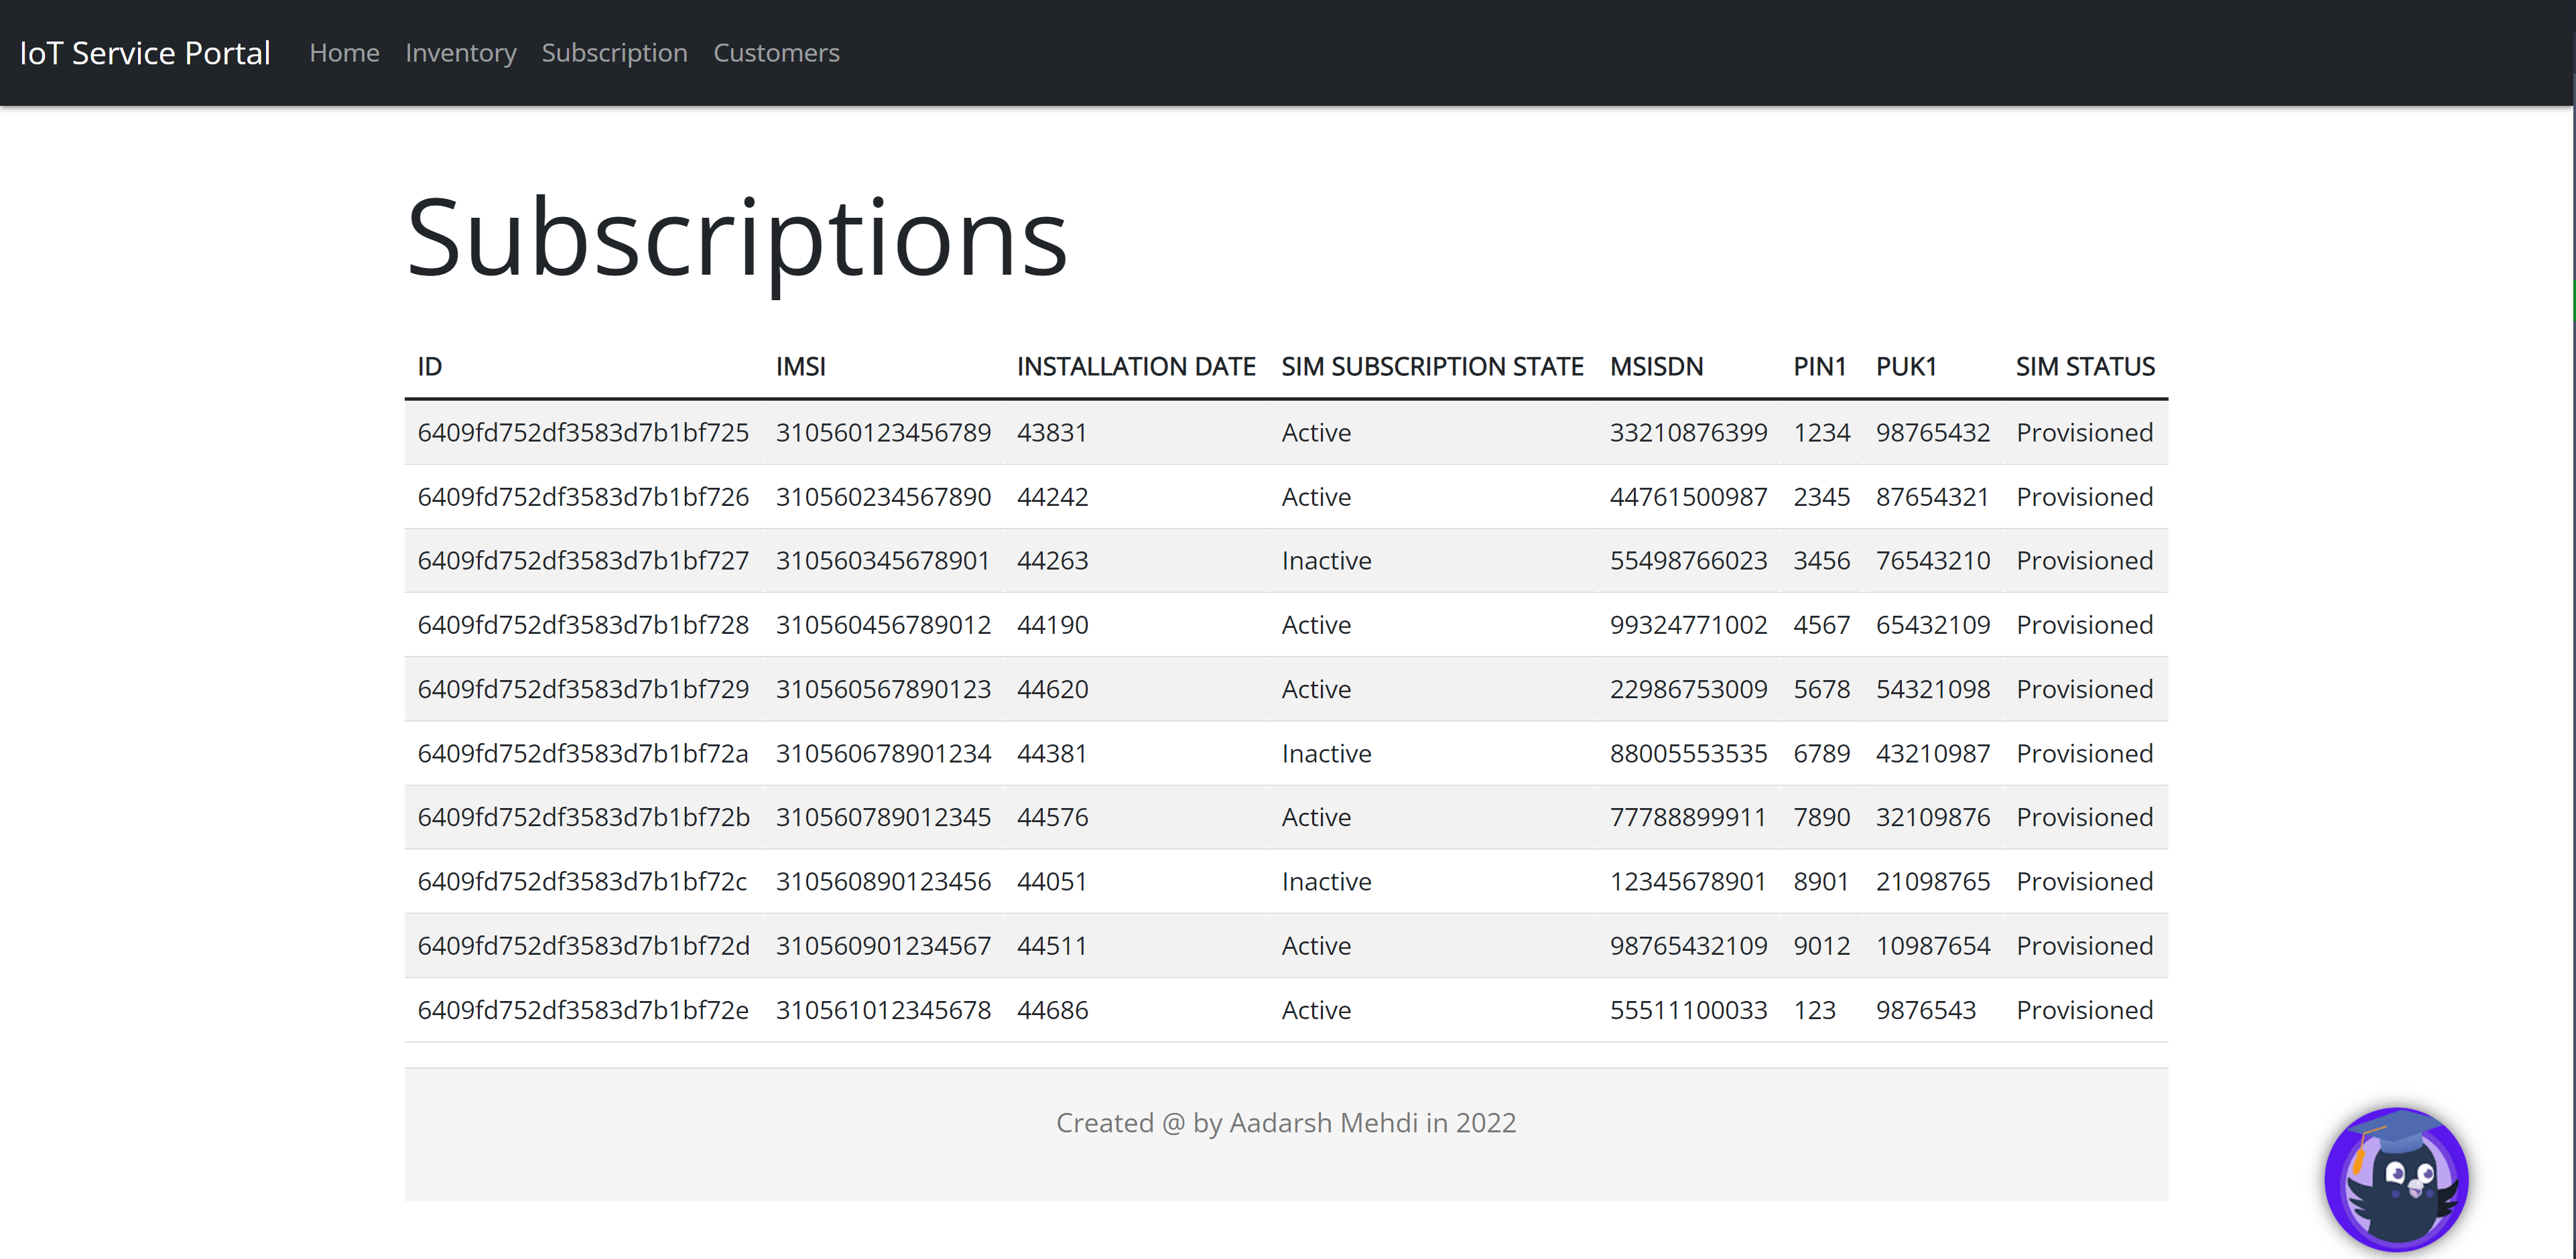 IoT Service Portal Home Inventory Subscription Customers
Subscriptions
ID IMSI INSTALLATION DATE SIM SUBSCRIPTION STATE MSISDN PIN1 PUK1 SIM STATUS
6409fd752df3583d7b1bf725 310560123456789 43831 Active 33210876399 1234 98765432 Provisioned
6409fd752df3583d7b1bf726 310560234567890 44242 Active 44761500987 2345 87654321 Provisioned
6409fd752df3583d7b1bf727 310560345678901 44263 Inactive 55498766023 3456 76543210 Provisioned
6409fd752df3583d7b1bf728 310560456789012 44190 Active 99324771002 4567 65432109 Provisioned
6409fd752df3583d7b1bf729 310560567890123 44620 Active 22986753009 5678 54321098 Provisioned
6409fd752df3583d7b1bf72a 310560678901234 44381 Inactive 88005553535 6789 43210987 Provisioned
6409fd752df3583d7b1bf72b 310560789012345 44576 Active 77788899911 7890 32109876 Provisioned
6409fd752df3583d7b1bf72c 310560890123456 44051 Inactive 12345678901 8901 21098765 Provisioned
6409fd752df3583d7b1bf72d 310560901234567 44511 Active 98765432109 9012 10987654 Provisioned
6409fd752df3583d7b1bf72e 310561012345678 44686 Active 55511100033 123 9876543 Provisioned
Created @ by Aadarsh Mehdi in 2022